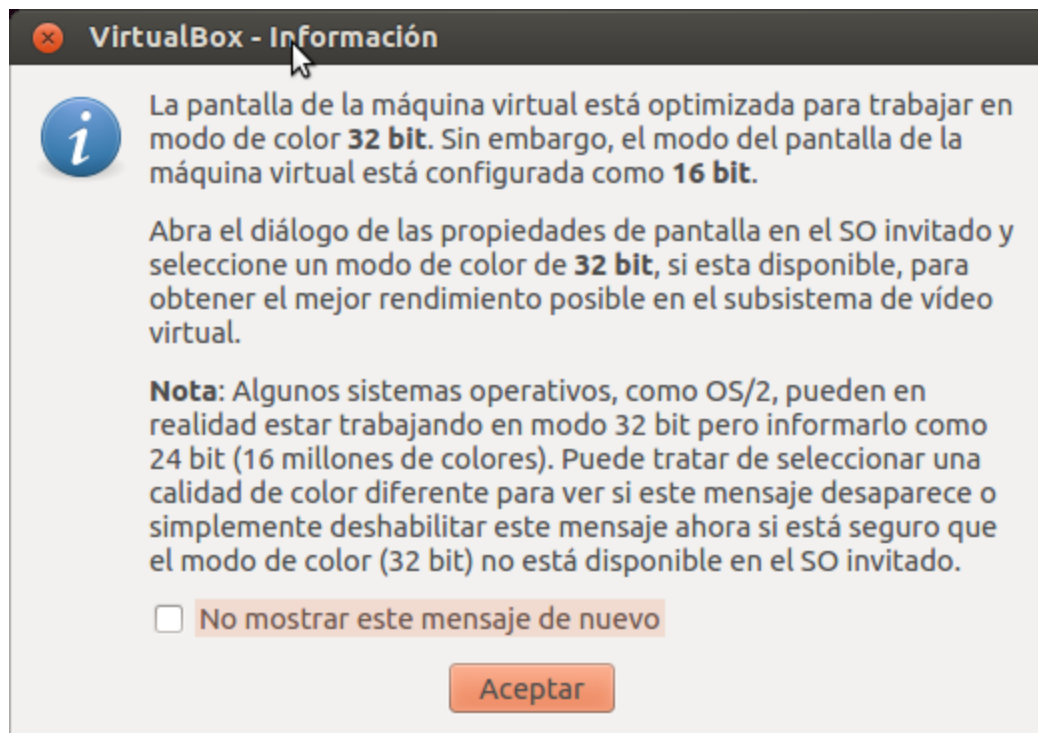 VirtualBox - Información
La pantalla de la máquina virtual está optimizada para trabajar en
modo de color 32 bit. Sin embargo, el modo del pantalla de la
máquina virtual está configurada como 16 bit.
Abra el diálogo de las propiedades de pantalla en el SO invitado y
seleccione un modo de color de 32 bit, si esta disponible, para
obtener el mejor rendimiento posible en el subsistema de vídeo
virtual.
Nota: Algunos sistemas operativos, como OS/2, pueden en
realidad estar trabajando en modo 32 bit pero informarlo como
24 bit (16 millones de colores). Puede tratar de seleccionar una
calidad de color diferente para ver si este mensaje desaparece o
simplemente deshabilitar este mensaje ahora si está seguro que
el modo de color (32 bit) no está disponible en el SO invitado.
No mostrar este mensaje de nuevo
Aceptar